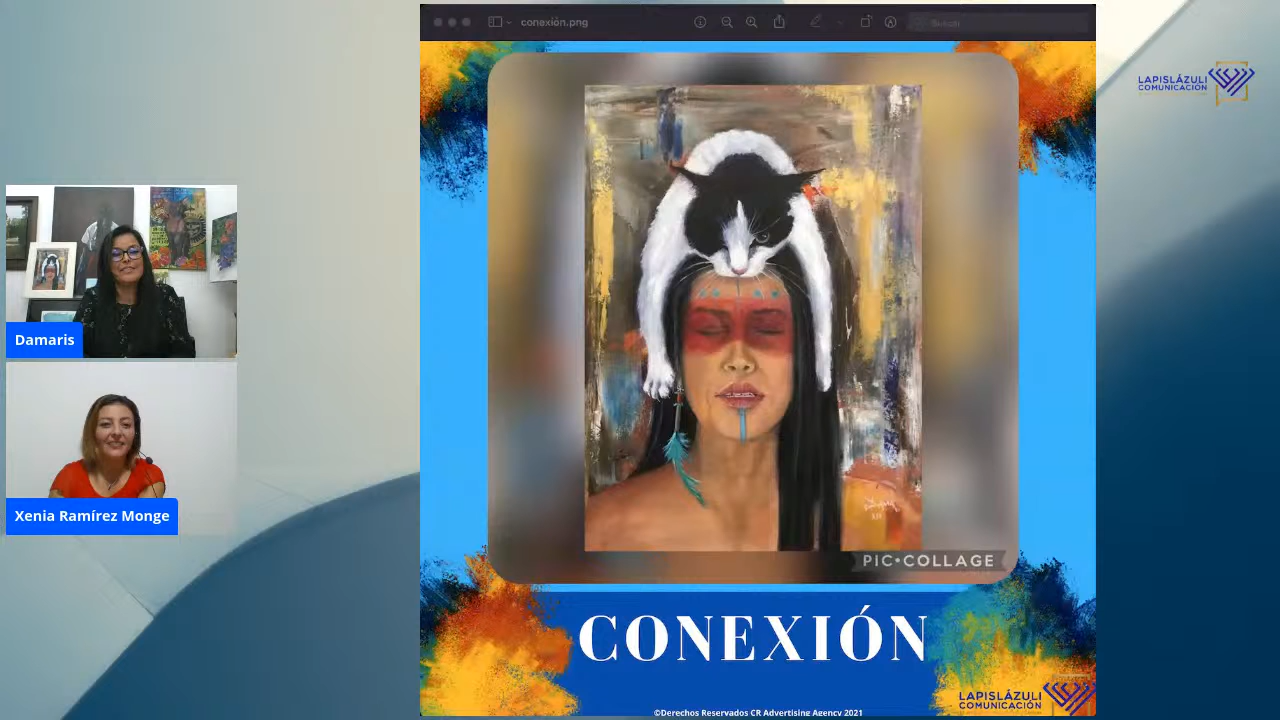 conexión.png
Buscar
LAPISLÁZULI
COMUNICACIÓN
Damaris
Xenia Ramírez Monge
PIC•COLLAGE
CONEXIÓN
LAPISLÁZULI
COMUNICACIÓN
©Derechos Reservados CR Advertising Agency 2021